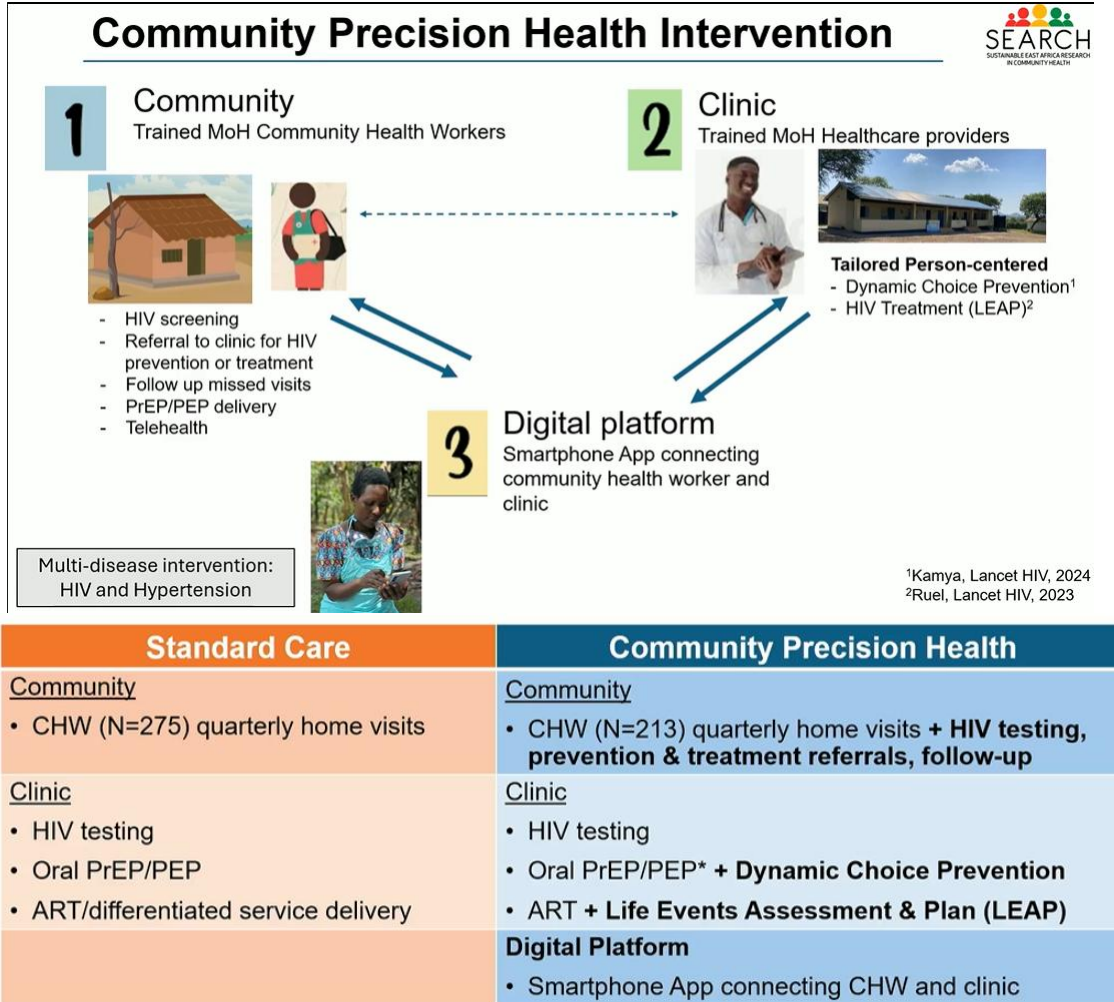 Community Precision Health Intervention
SEARCH
SUSTAINABLE EAST AFRICA RESEARCH
IN COMMUNITY HEALTH
1
Community
Trained MoH Community Health Workers
- HIV screening
- Referral to clinic for HIV
prevention or treatment
- Follow up missed visits
- PrEP/PEP delivery
- Telehealth
2
Clinic
Trained MoH Healthcare providers
Tailored Person-centered
- Dynamic Choice Prevention¹
- HIV Treatment (LEAP)²
3
Digital platform
Smartphone App connecting
community health worker and
clinic
Multi-disease intervention:
HIV and Hypertension
¹Kamya, Lancet HIV, 2024
²Ruel, Lancet HIV, 2023
Standard Care
Community
• CHW (N=275) quarterly home visits
Clinic
• HIV testing
• Oral PrEP/PEP
• ART/differentiated service delivery
Community Precision Health
Community
• CHW (N=213) quarterly home visits + HIV testing,
prevention & treatment referrals, follow-up
Clinic
• HIV testing
• Oral PrEP/PEP* + Dynamic Choice Prevention
• ART + Life Events Assessment & Plan (LEAP)
Digital Platform
• Smartphone App connecting CHW and clinic